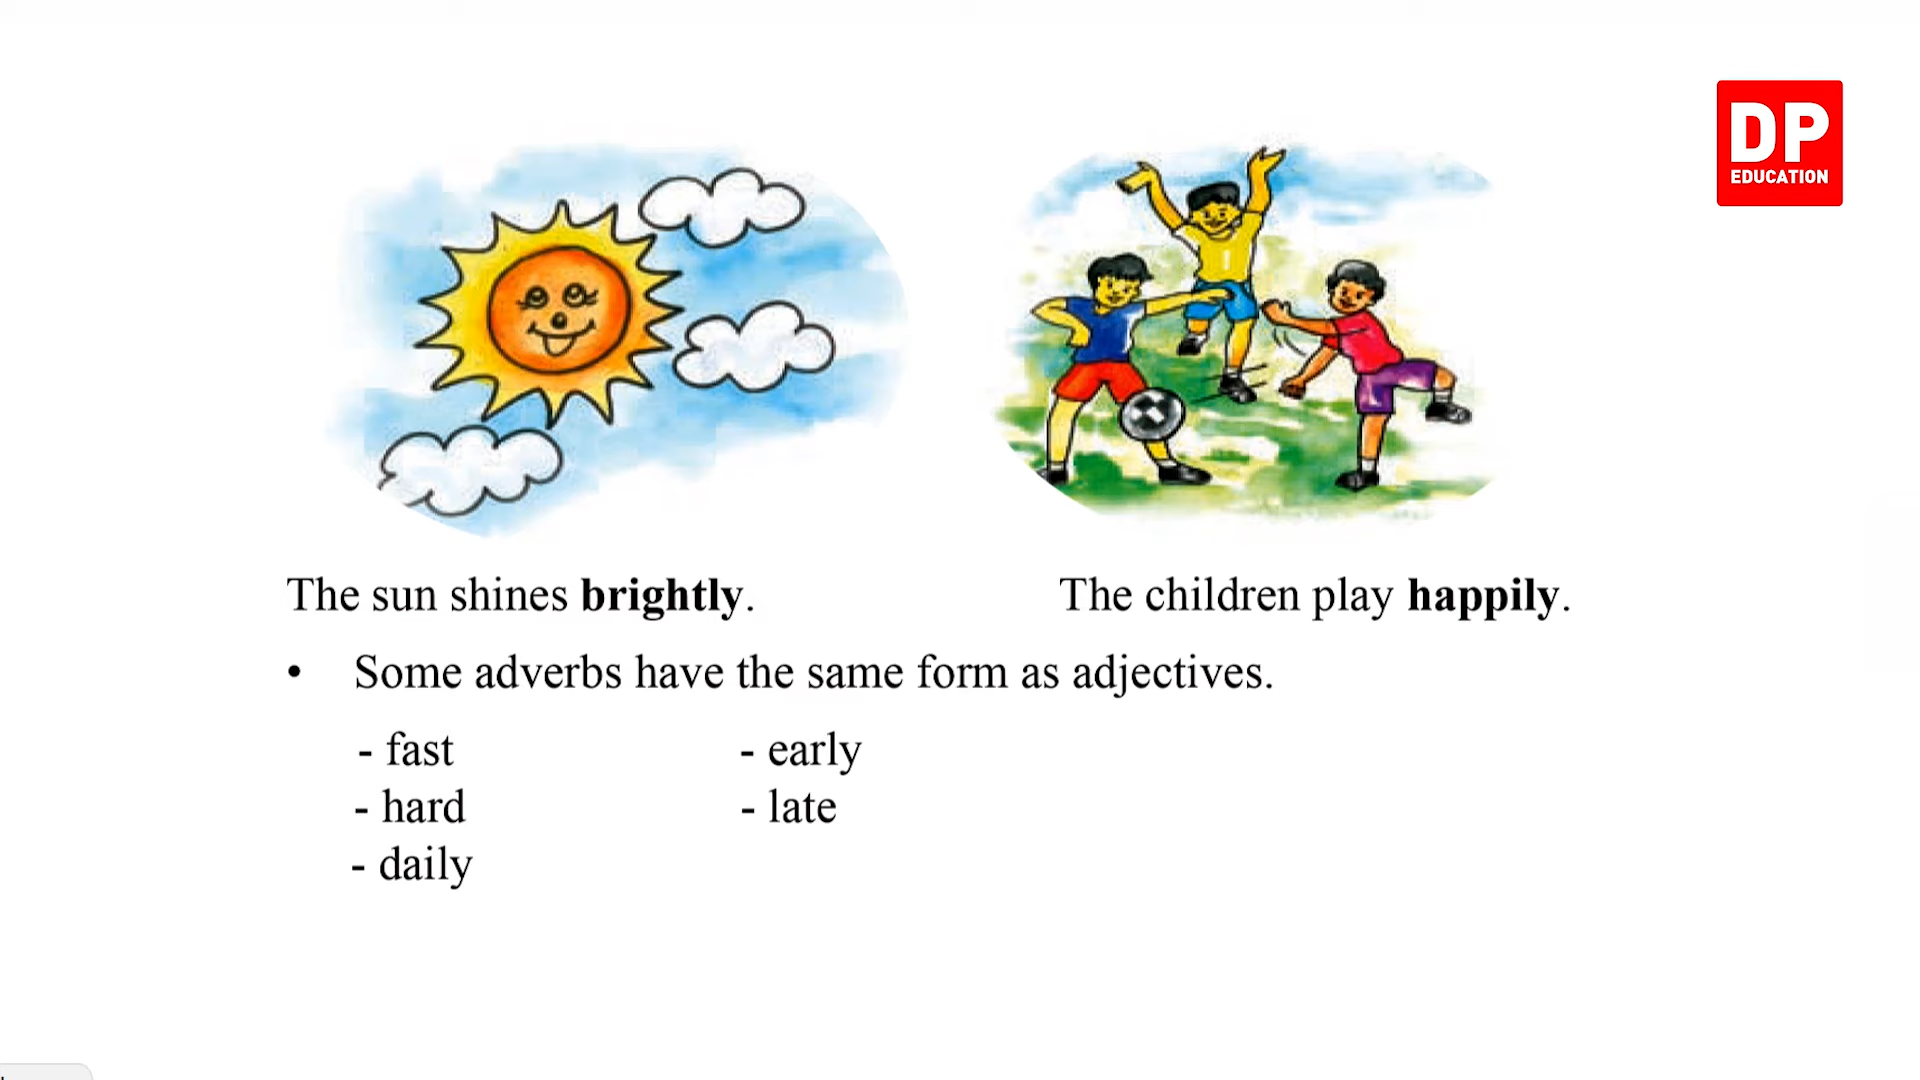 DP
EDUCATION
The sun shines brightly.
The children play happily.
• Some adverbs have the same form as adjectives.
- fast
- early
- hard
- late
- daily